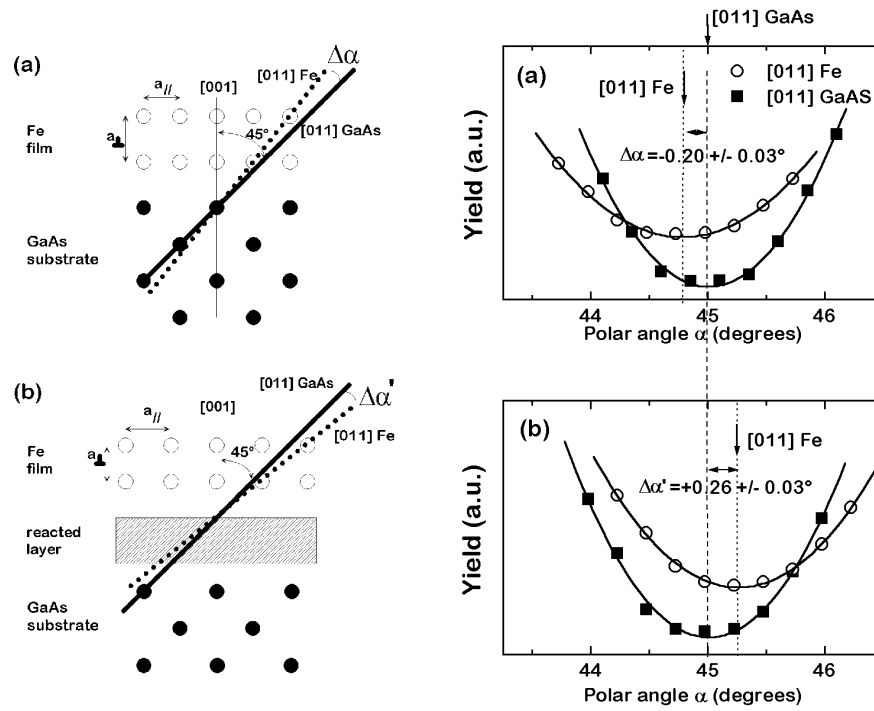 (a)
[001]
[011] Fe
Δα
a//
Fe
film
a⊥
45°
[011] GaAs
GaAs
substrate
(b)
[001]
[011] GaAs
Δα'
a//
[011] Fe
Fe
film
a⊥
45°
reacted
layer
GaAs
substrate
[011] GaAs
(a)
[011] Fe
[011] Fe
[011] GaAS
Δα=-0.20 +/- 0.03°
Yield (a.u.)
44 45 46
Polar angle α (degrees)
(b)
[011] Fe
Δα'=+0.26 +/- 0.03°
Yield (a.u.)
44 45 46
Polar angle α (degrees)